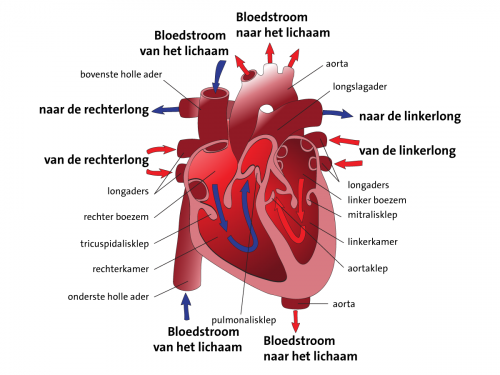 Bloedstroom
naar het lichaam
Bloedstroom
van het lichaam
aorta
bovenste holle ader
longslagader
naar de rechterlong
naar de linkerlong
van de rechterlong
van de linkerlong
longaders
longaders
linker boezem
rechter boezem
mitralisklep
tricuspidalisklep
linkerkamer
rechterkamer
aortaklep
onderste holle ader
aorta
pulmonalisklep
Bloedstroom
van het lichaam
Bloedstroom
naar het lichaam